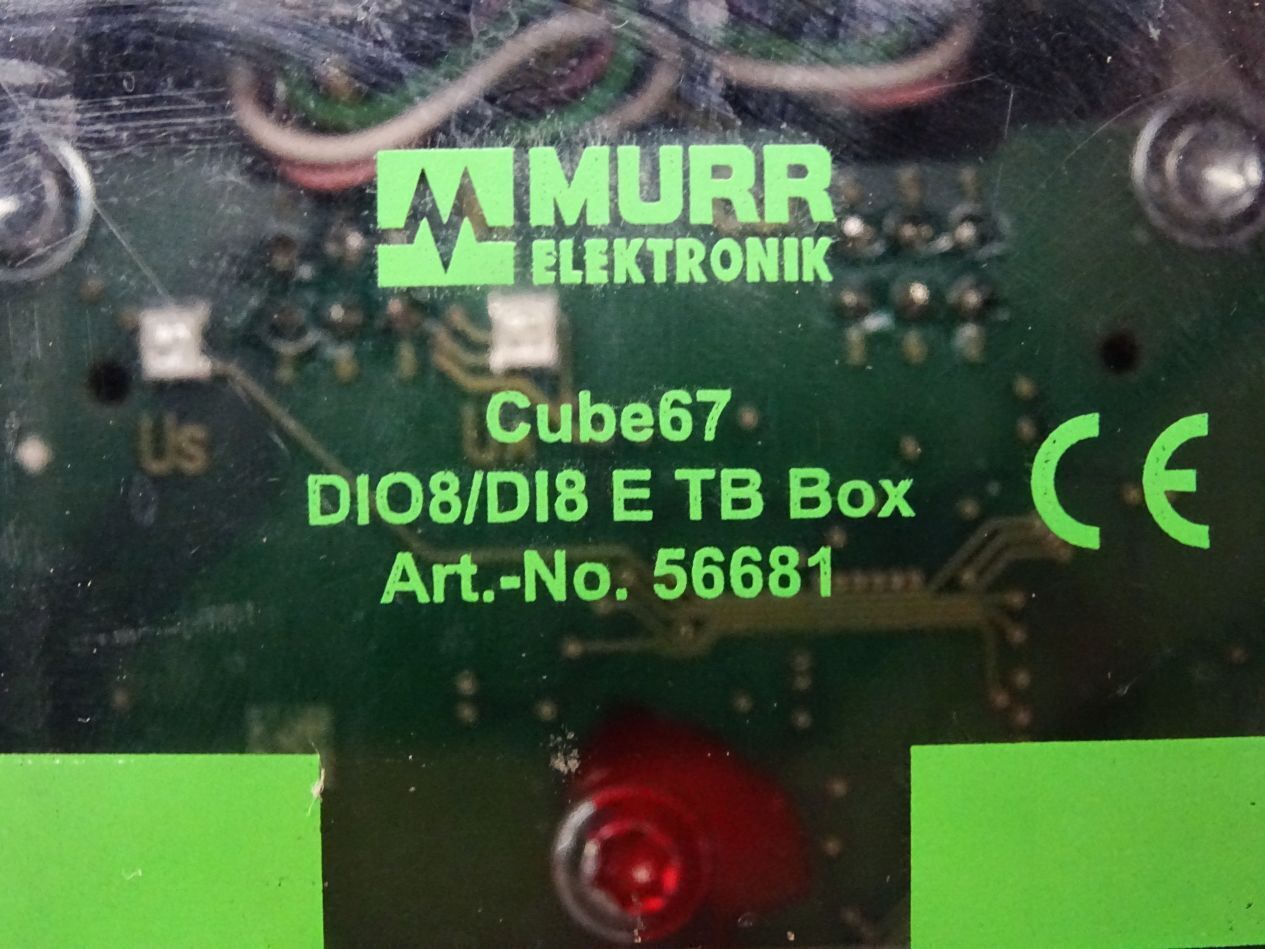 MURR
ELEKTRONIK
Us
Cube67
DIO8/DI8 E TB Box
Art.-No. 56681
CE